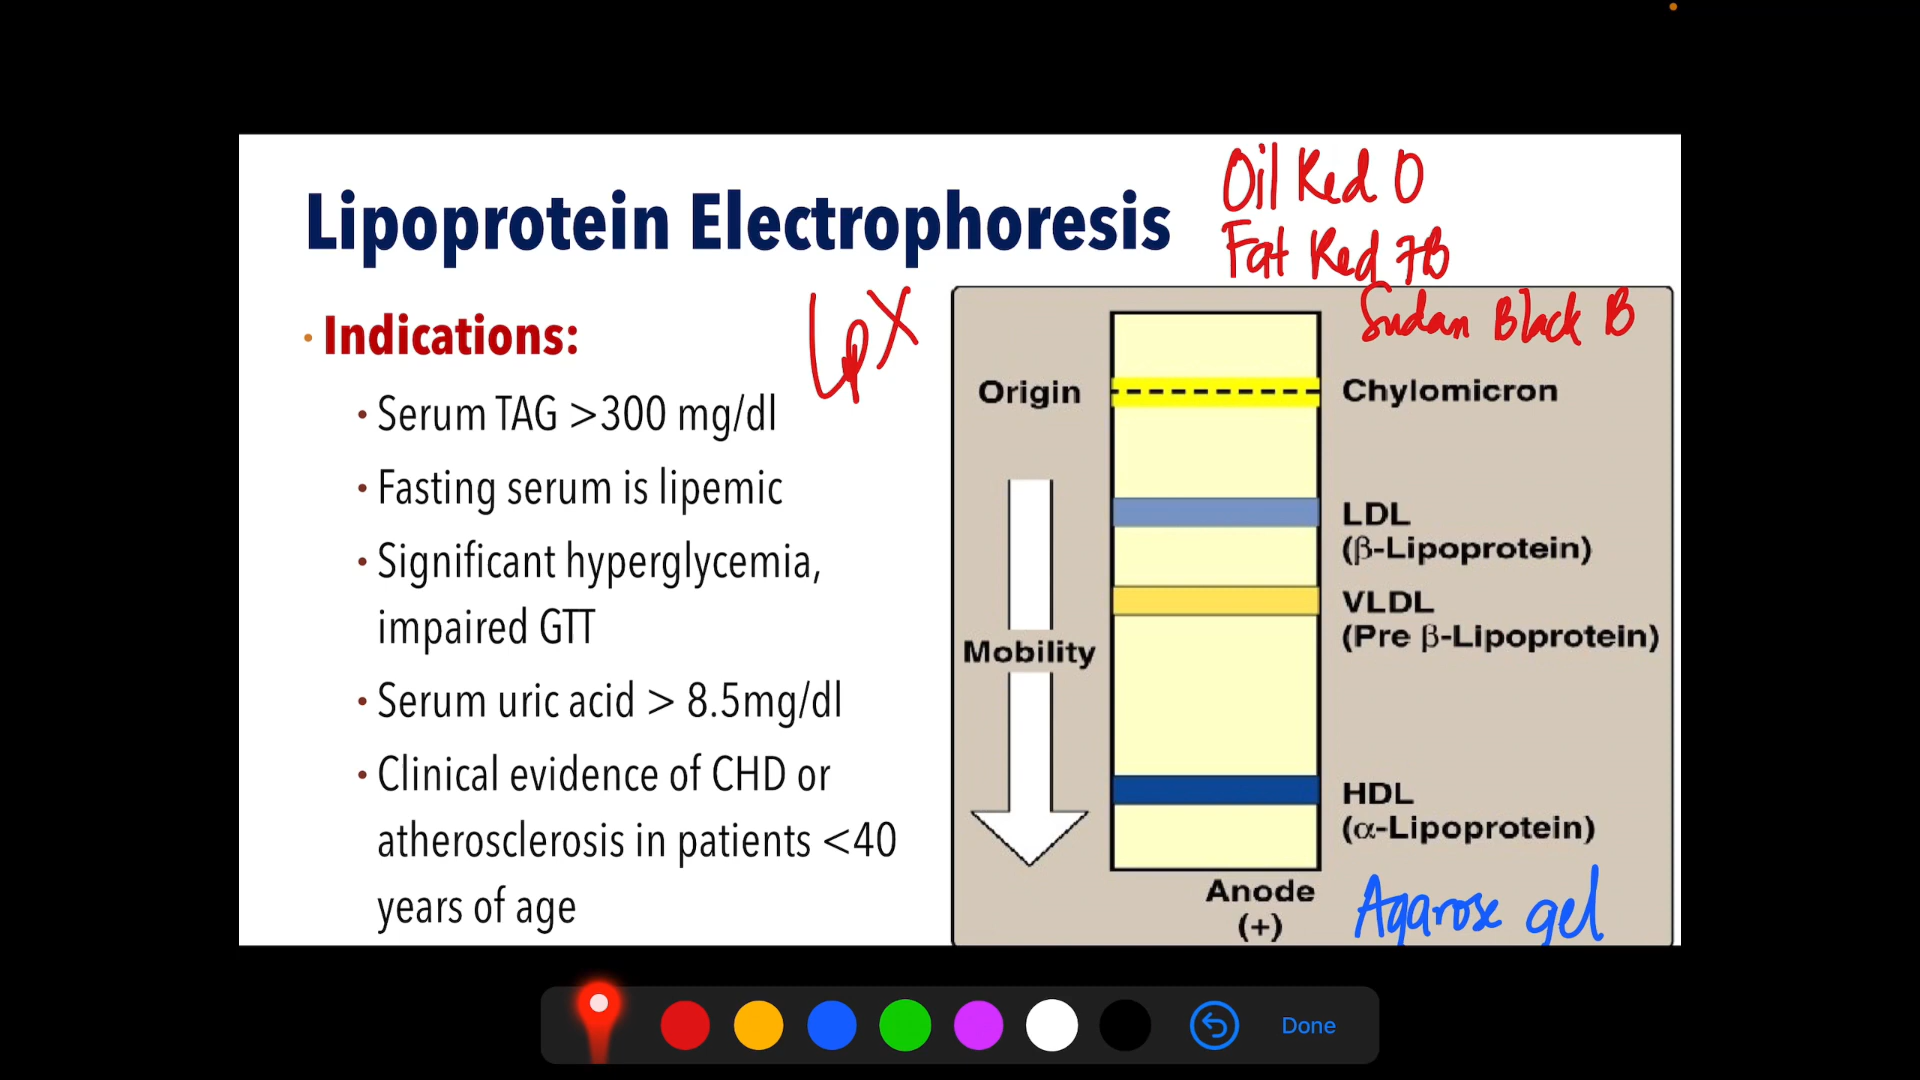 Lipoprotein Electrophoresis
Oil Red O
Fat Red 7B
Sudan Black B
LpX
• Indications:
• Serum TAG >300 mg/dl
• Fasting serum is lipemic
• Significant hyperglycemia,
impaired GTT
• Serum uric acid > 8.5mg/dl
• Clinical evidence of CHD or
atherosclerosis in patients <40
years of age
Origin
Chylomicron
LDL
(β-Lipoprotein)
VLDL
(Pre β-Lipoprotein)
Mobility
HDL
(α-Lipoprotein)
Anode
(+)
Agarose gel
Done